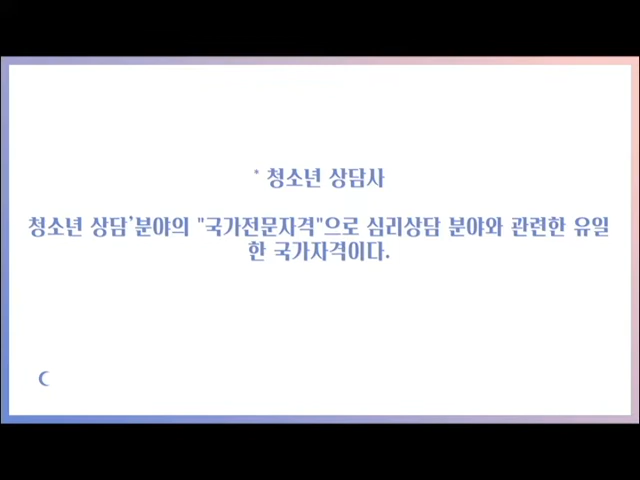 * 청소년 상담사
청소년 상담’분야의 "국가전문자격"으로 심리상담 분야와 관련한 유일
한 국가자격이다.